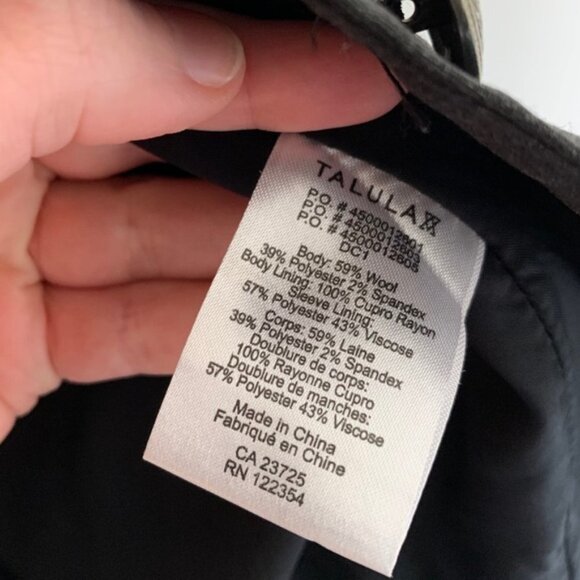 TALULA
P.O. # 4500012601
P.O. # 4500012603
P.O. # 4500012605
DC1
Body: 59% Wool
39% Polyester 2% Spandex
Body Lining: 100% Cupro Rayon
Sleeve Lining:
57% Polyester 43% Viscose
Corps: 59% Laine
39% Polyester 2% Spandex
Doublure de corps:
100% Rayonne Cupro
Doublure de manches:
57% Polyester 43% Viscose
Made in China
Fabriqué en Chine
CA 23725
RN 122354